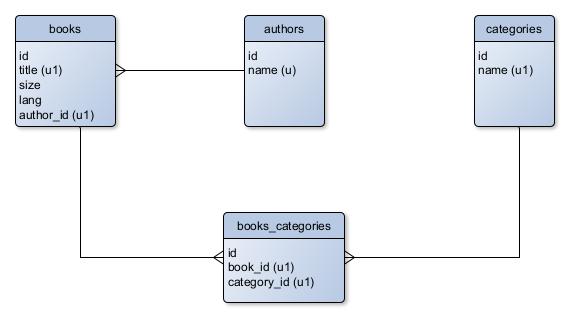 books
id
title (u1)
size
lang
author_id (u1)
authors
id
name (u)
categories
id
name (u1)
books_categories
id
book_id (u1)
category_id (u1)